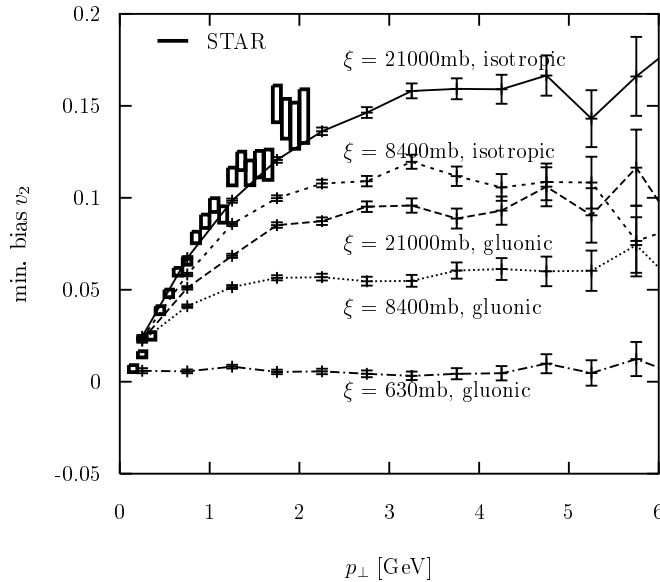 0.2
STAR
ξ = 21000mb, isotropic
0.15
ξ = 8400mb, isotropic
0.1
min. bias v₂
ξ = 21000mb, gluonic
0.05
ξ = 8400mb, gluonic
0
ξ = 630mb, gluonic
-0.05
0 1 2 3 4 5 6
p⊥ [GeV]